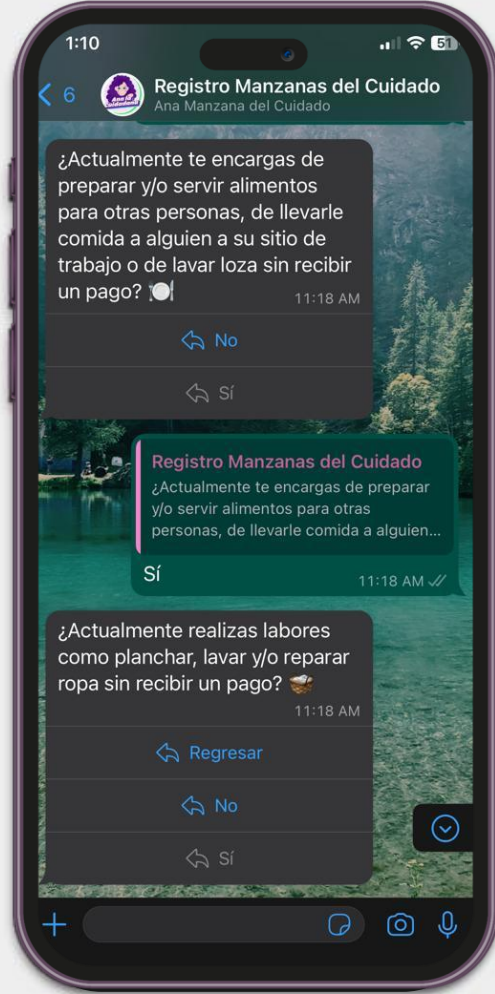 1:10
51
6
Registro Manzanas del Cuidado
Ana Manzana del Cuidado
¿Actualmente te encargas de
preparar y/o servir alimentos
para otras personas, de llevarle
comida a alguien a su sitio de
trabajo o de lavar loza sin recibir
un pago? 🍽️
11:18 AM
No
Sí
Registro Manzanas del Cuidado
¿Actualmente te encargas de preparar
y/o servir alimentos para otras
personas, de llevarle comida a alguien...
Sí
11:18 AM
¿Actualmente realizas labores
como planchar, lavar y/o reparar
ropa sin recibir un pago? 🧺
11:18 AM
Regresar
No
Sí